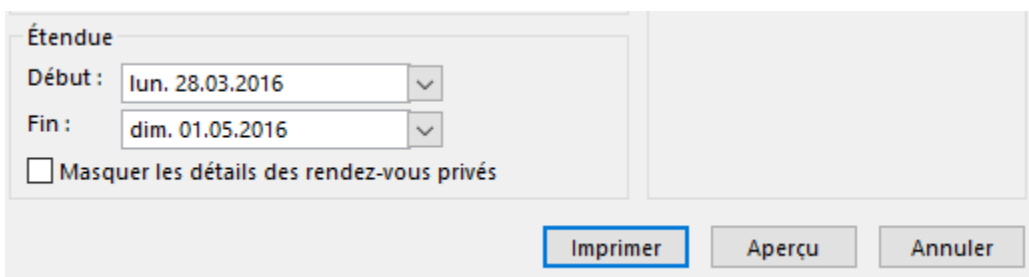 Étendue
Début : lun. 28.03.2016
Fin : dim. 01.05.2016
Masquer les détails des rendez-vous privés
Imprimer Aperçu Annuler